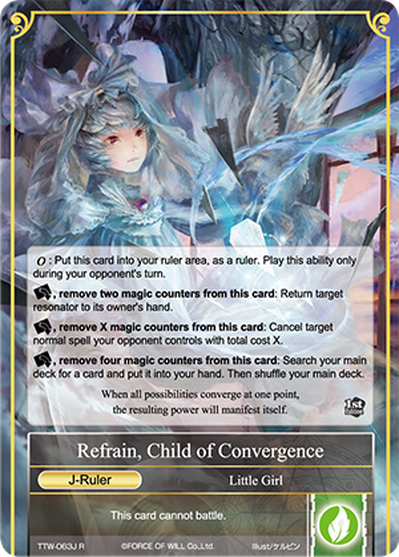 0 : Put this card into your ruler area, as a ruler. Play this ability only
during your opponent's turn.
, remove two magic counters from this card: Return target
resonator to its owner's hand.
, remove X magic counters from this card: Cancel target
normal spell your opponent controls with total cost X.
, remove four magic counters from this card: Search your main
deck for a card and put it into your hand. Then shuffle your main deck.
When all possibilities converge at one point,
the resulting power will manifest itself.
1st
Edition
Refrain, Child of Convergence
J-Ruler
Little Girl
This card cannot battle.
TTW-063J R
©FORCE OF WILL Co.,Ltd.
Illust/ケルビン